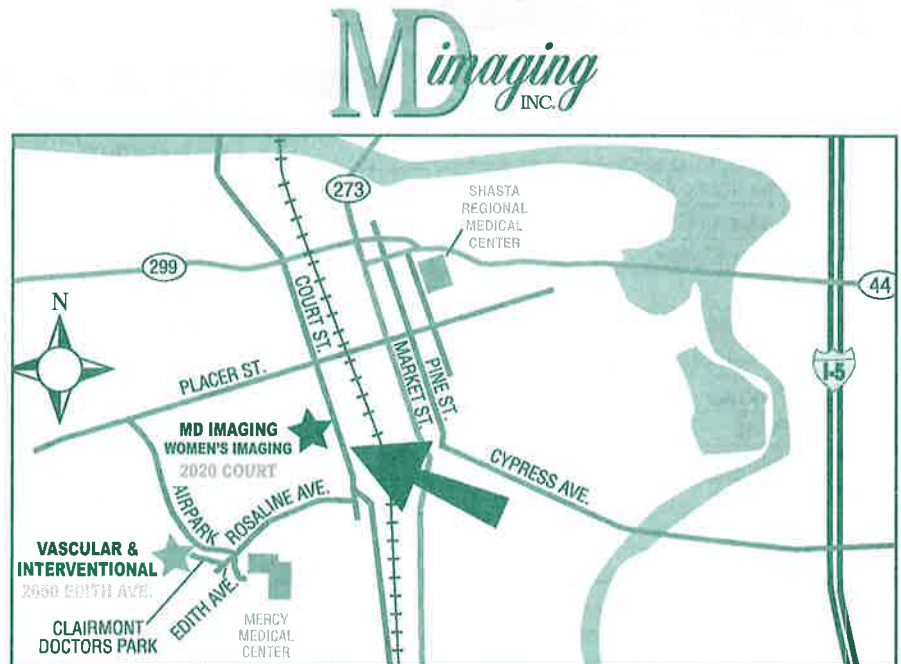 MD imaging
INC.
273
SHASTA
REGIONAL
MEDICAL
CENTER
299
44
N
COURT ST.
MARKET ST.
PINE ST.
I-5
PLACER ST.
MD IMAGING
WOMEN'S IMAGING
2020 COURT
CYPRESS AVE.
AIRPARK
ROSALINE AVE.
VASCULAR &
INTERVENTIONAL
2650 EDITH AVE.
EDITH AVE.
CLAIRMONT
DOCTORS PARK
MERCY
MEDICAL
CENTER